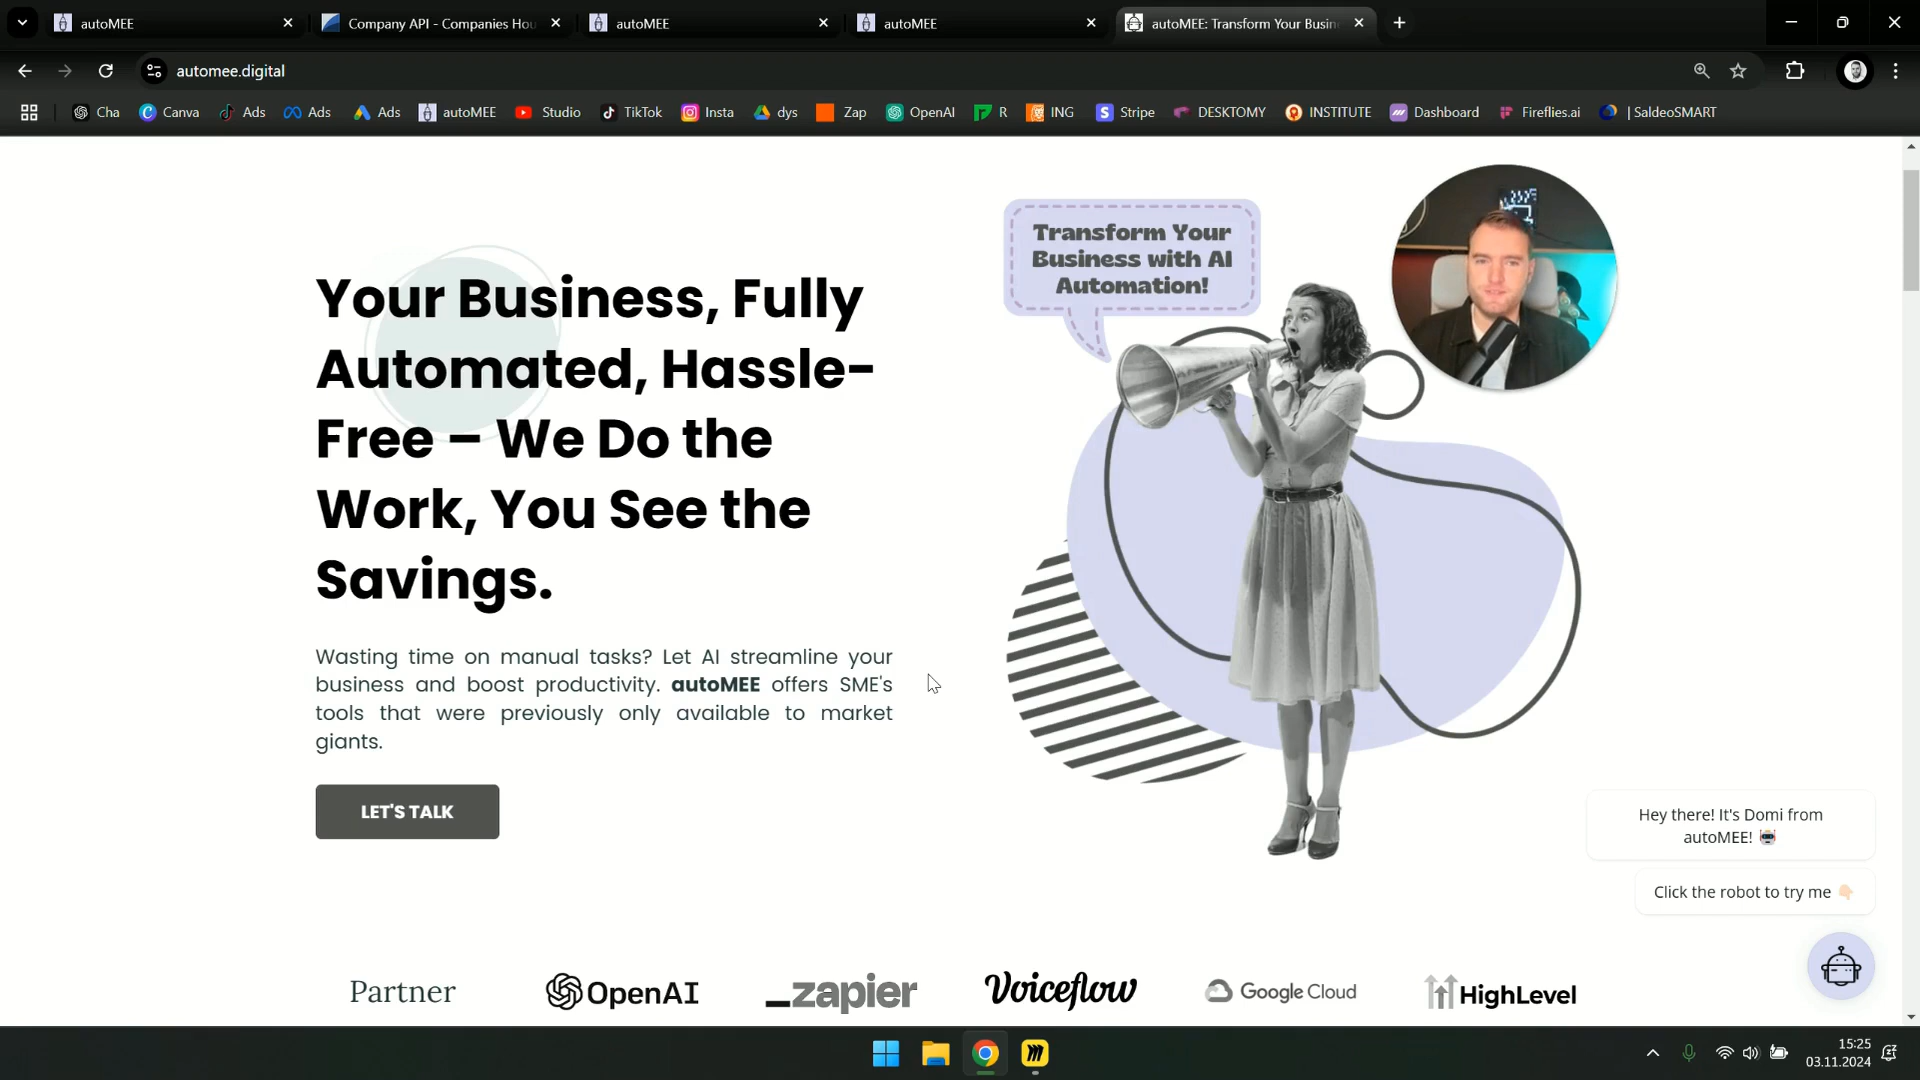 autoMEE
Company API - Companies Hou
autoMEE
autoMEE
autoMEE: Transform Your Busin
automee.digital
Cha
Canva
Ads
Ads
Ads
autoMEE
Studio
TikTok
Insta
dys
Zap
OpenAI
R
ING
Stripe
DESKTOMY
INSTITUTE
Dashboard
Fireflies.ai
| SaldeoSMART
Transform Your
Business with AI
Automation!
Your Business, Fully
Automated, Hassle-
Free – We Do the
Work, You See the
Savings.
Wasting time on manual tasks? Let AI streamline your
business and boost productivity. autoMEE offers SME's
tools that were previously only available to market
giants.
LET'S TALK
Hey there! It's Domi from
autoMEE! 🤖
Click the robot to try me 👇🏻
Partner
OpenAI
_zapier
Voiceflow
Google Cloud
HighLevel
15:25
03.11.2024